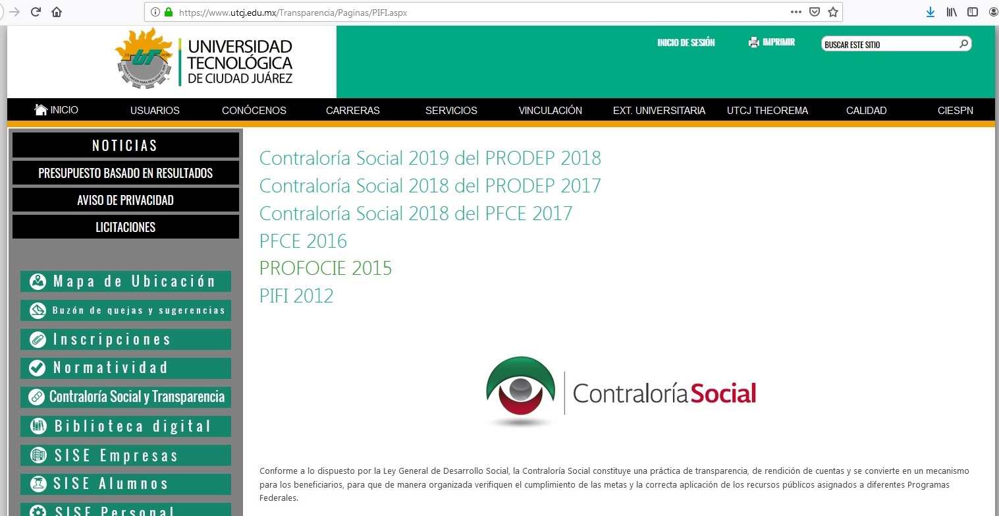 https://www.utcj.edu.mx/Transparencia/Paginas/PIFI.aspx
UNIVERSIDAD
TECNOLÓGICA
DE CIUDAD JUÁREZ
UT
INICIO DE SESIÓN
IMPRIMIR
BUSCAR ESTE SITIO
INICIO
USUARIOS
CONÓCENOS
CARRERAS
SERVICIOS
VINCULACIÓN
EXT. UNIVERSITARIA
UTCJ THEOREMA
CALIDAD
CIESPN
NOTICIAS
PRESUPUESTO BASADO EN RESULTADOS
AVISO DE PRIVACIDAD
LICITACIONES
Mapa de Ubicación
Buzón de quejas y sugerencias
Inscripciones
Normatividad
Contraloría Social y Transparencia
Biblioteca digital
SISE Empresas
SISE Alumnos
SISE Personal
Contraloría Social 2019 del PRODEP 2018
Contraloría Social 2018 del PRODEP 2017
Contraloría Social 2018 del PFCE 2017
PFCE 2016
PROFOCIE 2015
PIFI 2012
Contraloría Social
Conforme a lo dispuesto por la Ley General de Desarrollo Social, la Contraloría Social constituye una práctica de transparencia, de rendición de cuentas y se convierte en un mecanismo
para los beneficiarios, para que de manera organizada verifiquen el cumplimiento de las metas y la correcta aplicación de los recursos públicos asignados a diferentes Programas
Federales.